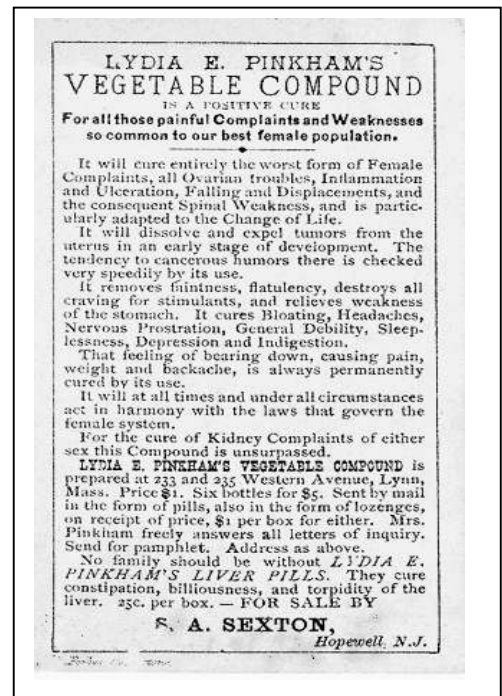 LYDIA E. PINKHAM'S
VEGETABLE COMPOUND
IS A POSITIVE CURE
For all those painful Complaints and Weaknesses
so common to our best female population.
It will cure entirely the worst form of Female
Complaints, all Ovarian troubles, Inflammation
and Ulceration, Falling and Displacements, and
the consequent Spinal Weakness, and is partic-
ularly adapted to the Change of Life.
It will dissolve and expel tumors from the
uterus in an early stage of development. The
tendency to cancerous humors there is checked
very speedily by its use.
It removes faintness, flatulency, destroys all
craving for stimulants, and relieves weakness
of the stomach. It cures Bloating, Headaches,
Nervous Prostration, General Debility, Sleep-
lessness, Depression and Indigestion.
That feeling of bearing down, causing pain,
weight and backache, is always permanently
cured by its use.
It will at all times and under all circumstances
act in harmony with the laws that govern the
female system.
For the cure of Kidney Complaints of either
sex this Compound is unsurpassed.
LYDIA E. PINKHAM'S VEGETABLE COMPOUND is
prepared at 233 and 235 Western Avenue, Lynn,
Mass. Price $1. Six bottles for $5. Sent by mail
in the form of pills, also in the form of lozenges,
on receipt of price, $1 per box for either. Mrs.
Pinkham freely answers all letters of inquiry.
Send for pamphlet. Address as above.
No family should be without LYDIA E.
PINKHAM'S LIVER PILLS. They cure
constipation, billiousness, and torpidity of the
liver. 25c. per box. — FOR SALE BY
S. A. SEXTON,
Hopewell, N.J.